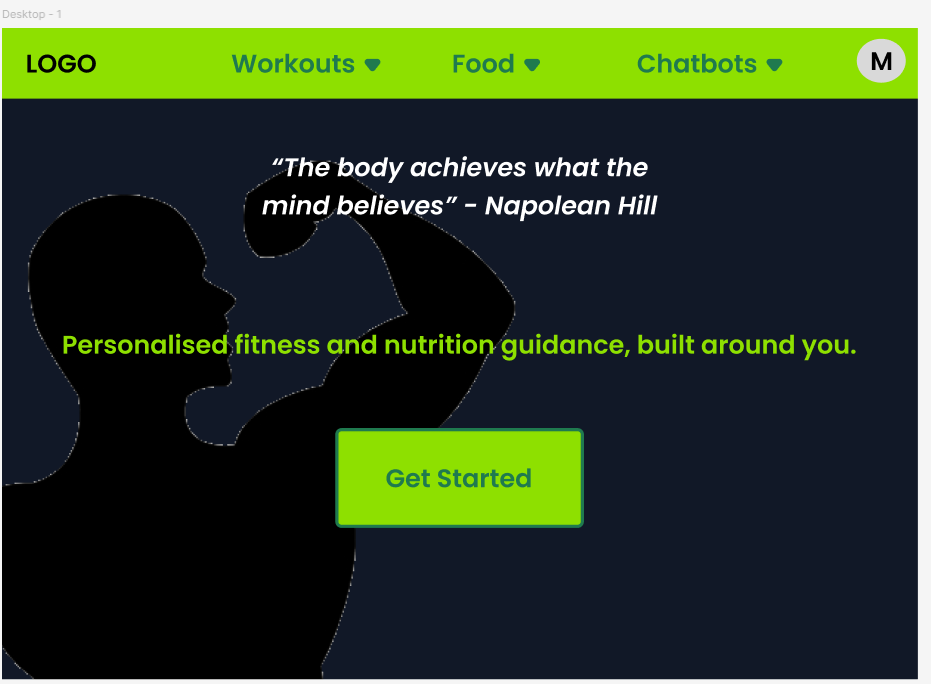 Desktop - 1
LOGO
Workouts
Food
Chatbots
M
“The body achieves what the
mind believes” - Napolean Hill
Personalised fitness and nutrition guidance, built around you.
Get Started